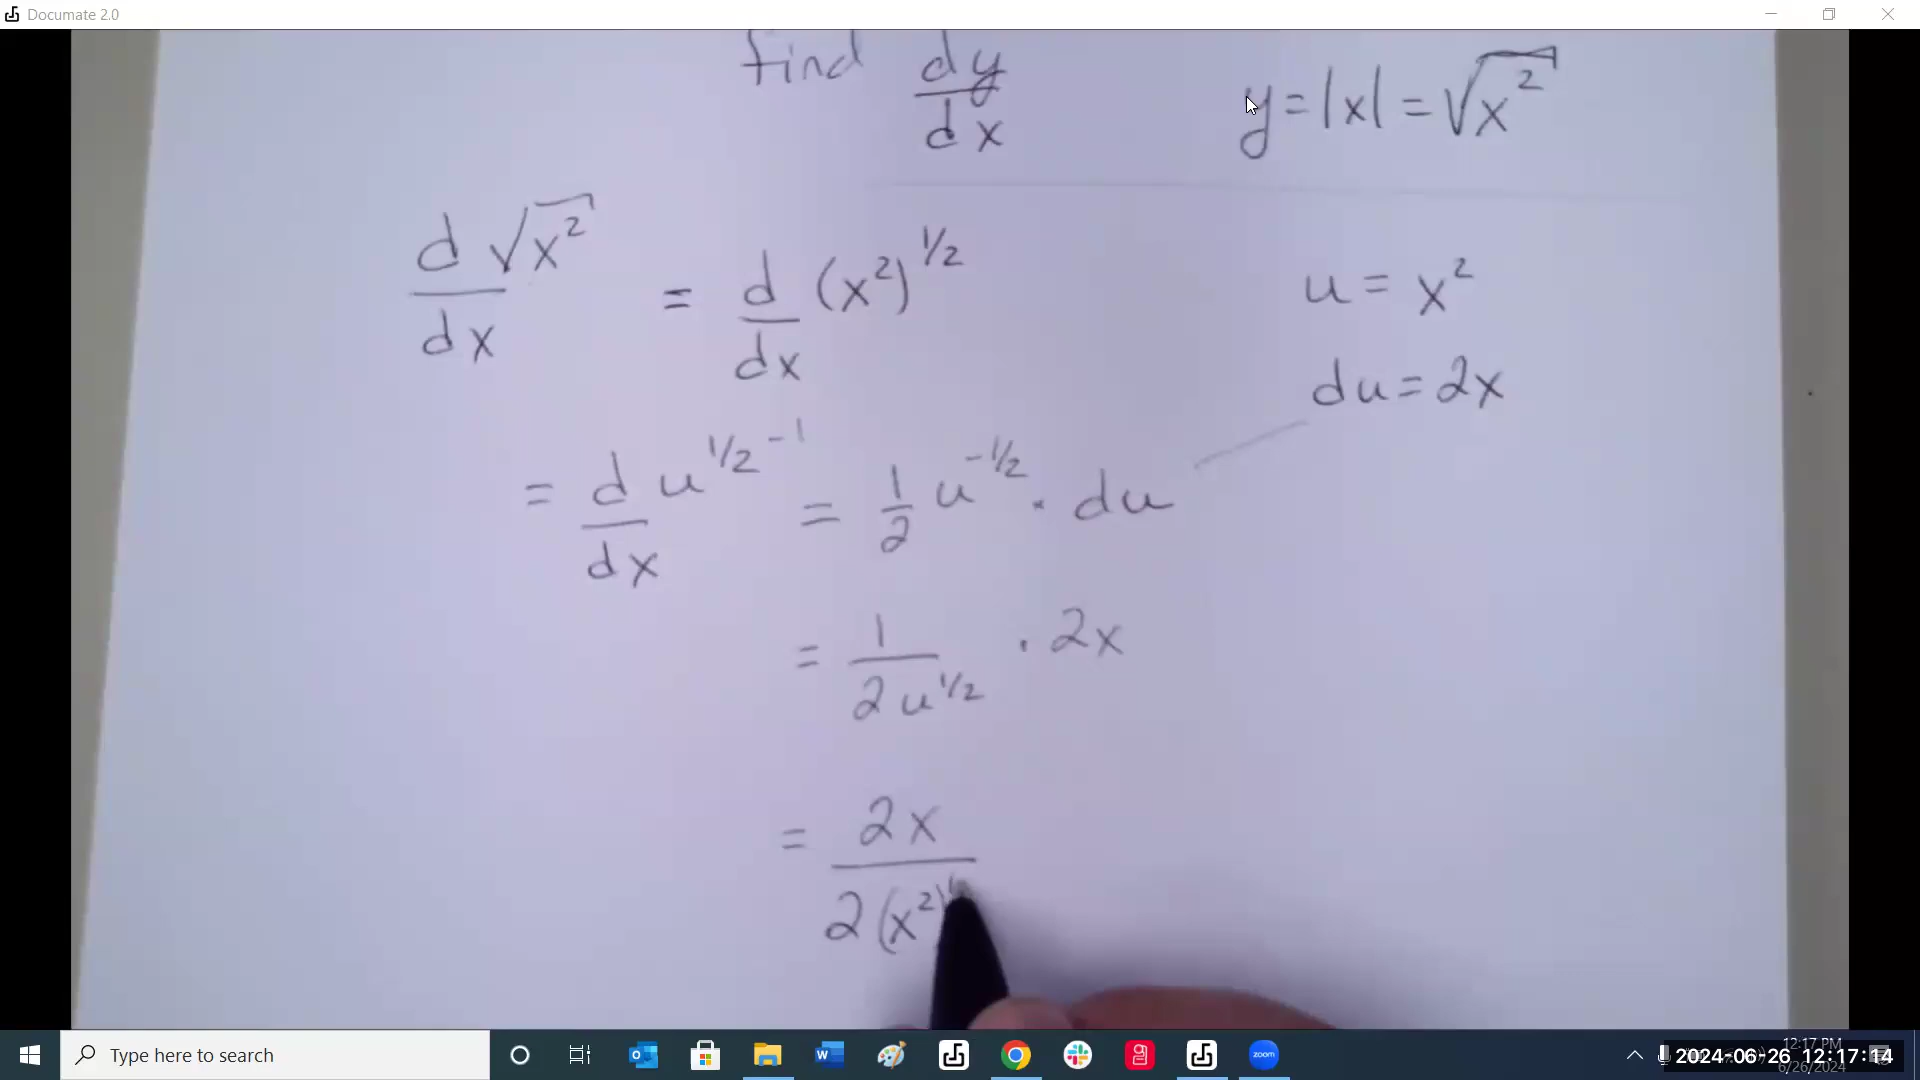 Documate 2.0
find dy/dx
y = |x| = √x²
d/dx √x² = d/dx (x²)^1/2
u = x²
du = 2x
= d/dx u^1/2 -1 = 1/2 u^-1/2 · du
= 1/2u^1/2 · 2x
= 2x/2(x²)
Type here to search
zoom
12:17 PM
2024-06-26 12:17:14
6/26/2024